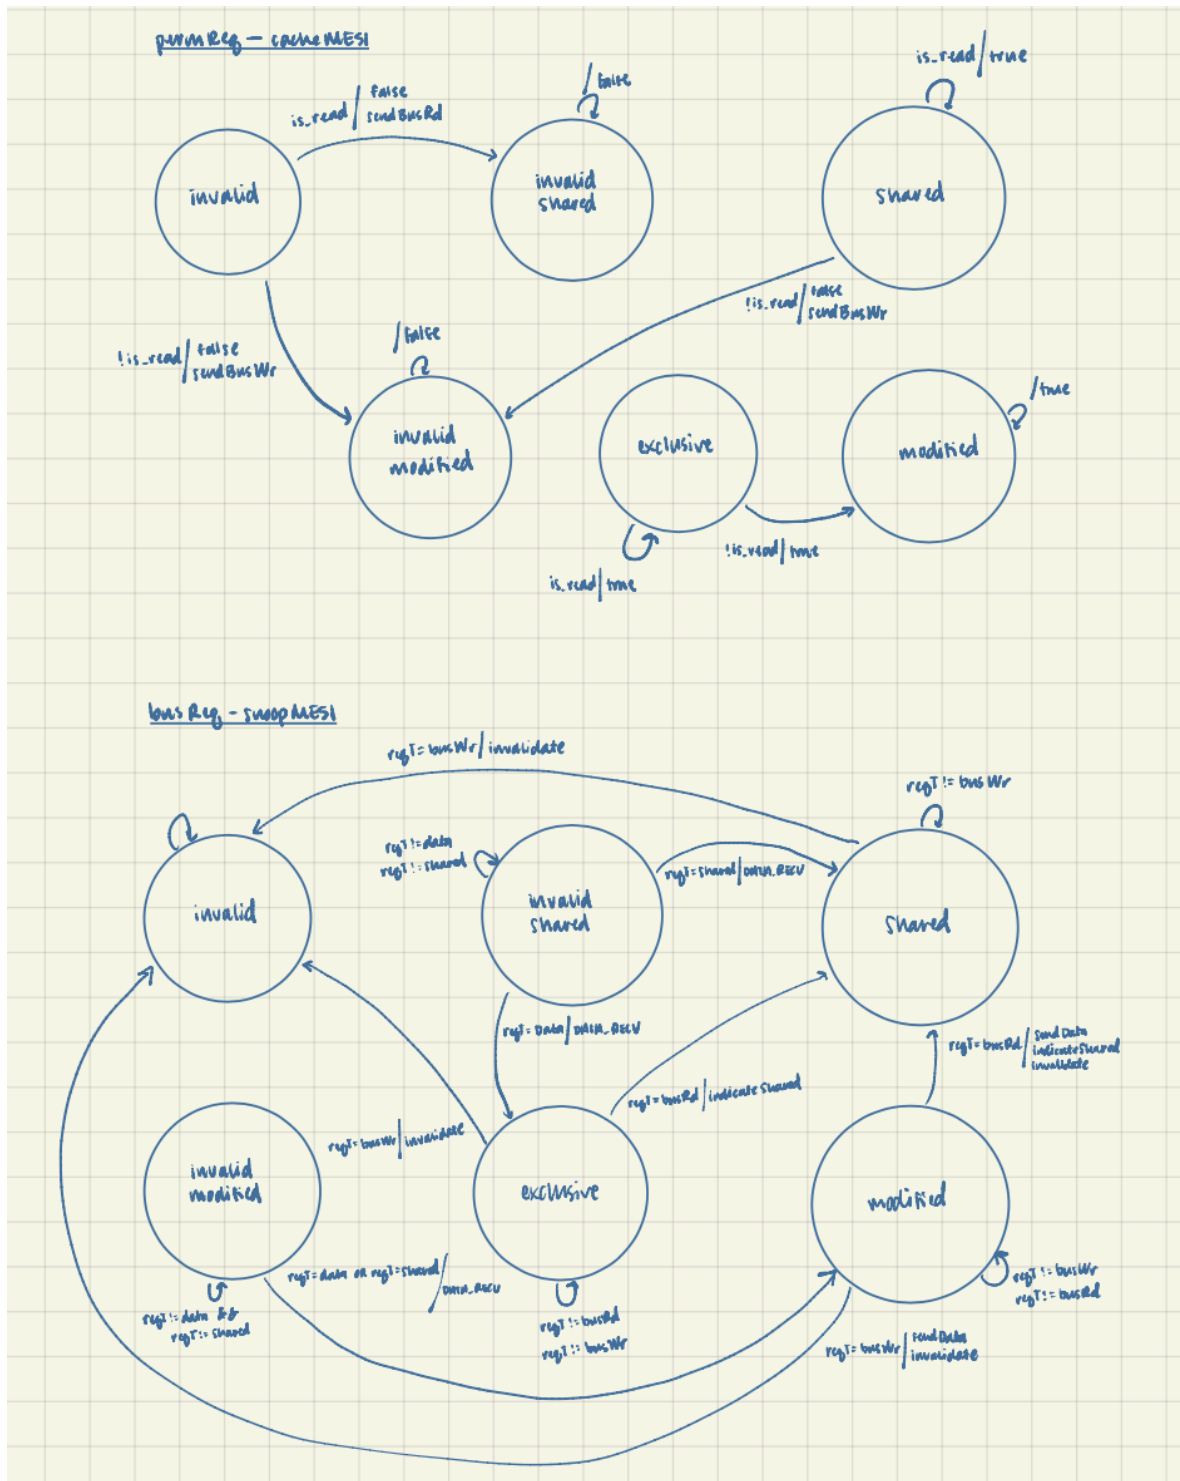 permReq - cacheMESI
is_read/true
/false
is_read/false
sendBusRd
invalid
invalid
shared
shared
!is_read/false
sendBusWr
/false
!is_read/false
sendBusWr
/true
invalid
modified
exclusive
modified
!is_read/true
is_read/true
busReq - snoopMESI
reqT=busWr/invalidate
reqT!=busWr
reqT!=data
reqT!=shared
reqT=shared/DATA_RECV
invalid
invalid
shared
shared
reqT=DATA/DATA_RECV
reqT=busRd/sendData
indicateShared
invalidate
reqT=busRd/indicateShared
reqT=busWr/invalidate
invalid
modified
exclusive
modified
reqT=data OR reqT=shared/
DATA_RECV
reqT!=busWr
reqT!=busRd
reqT!=data &&
reqT!=shared
reqT!=busRd
reqT!=busWr
reqT=busWr/sendData
invalidate